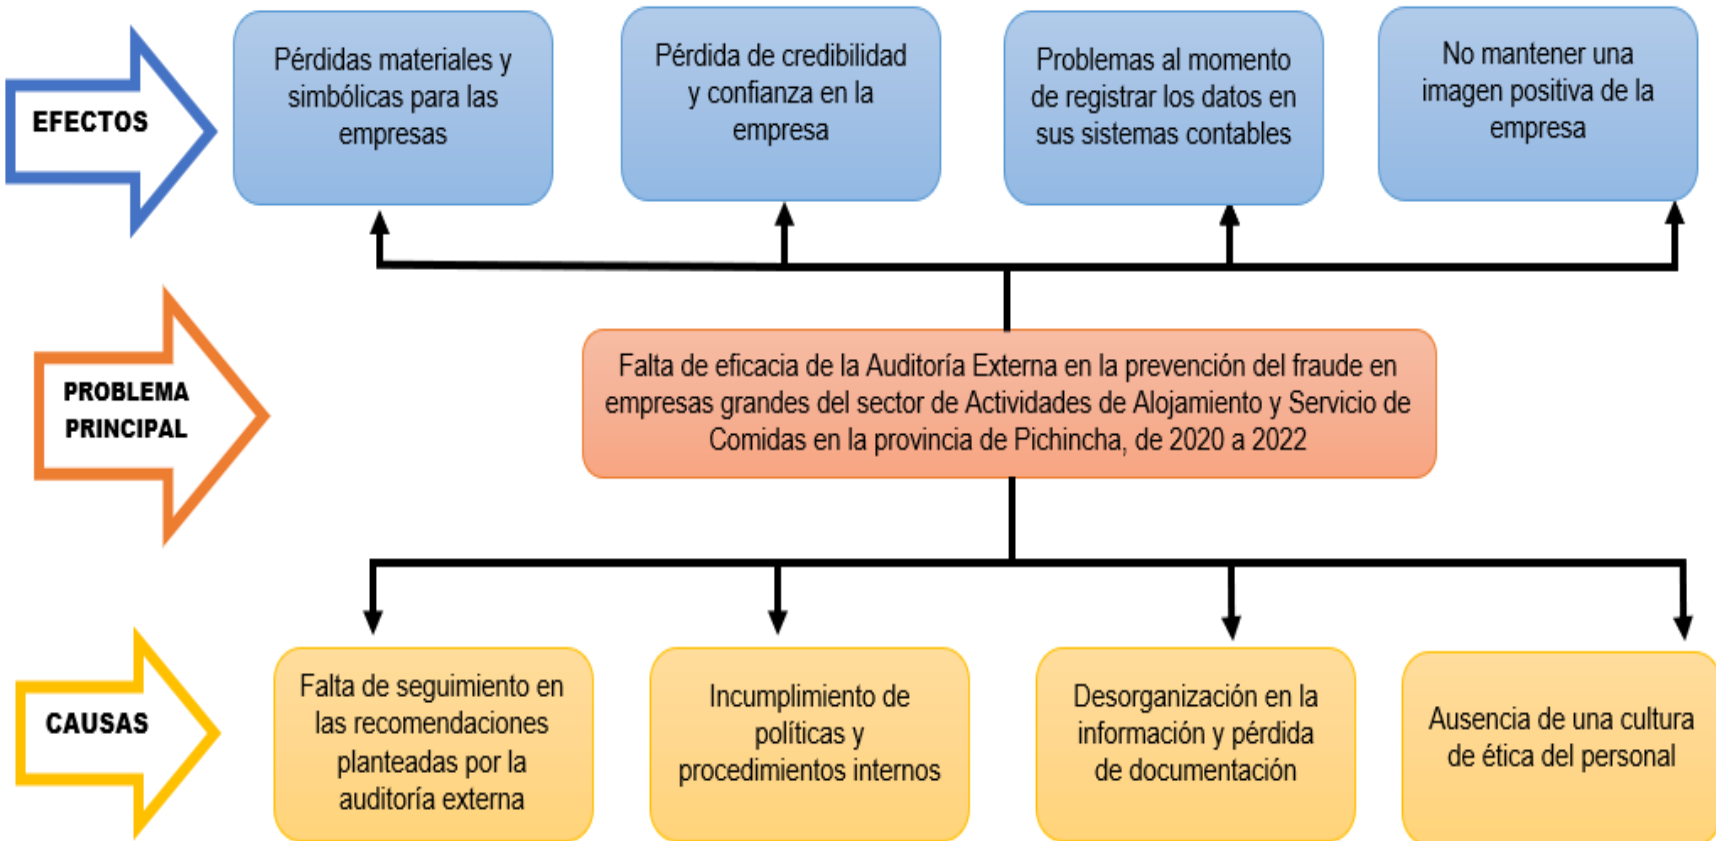 EFECTOS
Pérdidas materiales y
simbólicas para las
empresas
Pérdida de credibilidad
y confianza en la
empresa
Problemas al momento
de registrar los datos en
sus sistemas contables
No mantener una
imagen positiva de la
empresa
PROBLEMA
PRINCIPAL
Falta de eficacia de la Auditoría Externa en la prevención del fraude en
empresas grandes del sector de Actividades de Alojamiento y Servicio de
Comidas en la provincia de Pichincha, de 2020 a 2022
CAUSAS
Falta de seguimiento en
las recomendaciones
planteadas por la
auditoría externa
Incumplimiento de
políticas y
procedimientos internos
Desorganización en la
información y pérdida
de documentación
Ausencia de una cultura
de ética del personal